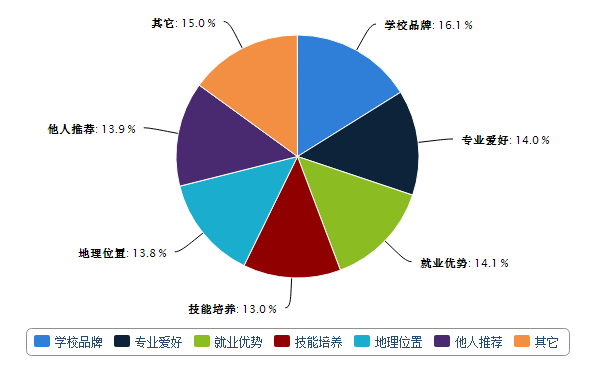 其它: 15.0%
学校品牌: 16.1%
他人推荐: 13.9%
专业爱好: 14.0%
地理位置: 13.8%
就业优势: 14.1%
技能培养: 13.0%
学校品牌 专业爱好 就业优势 技能培养 地理位置 他人推荐 其它